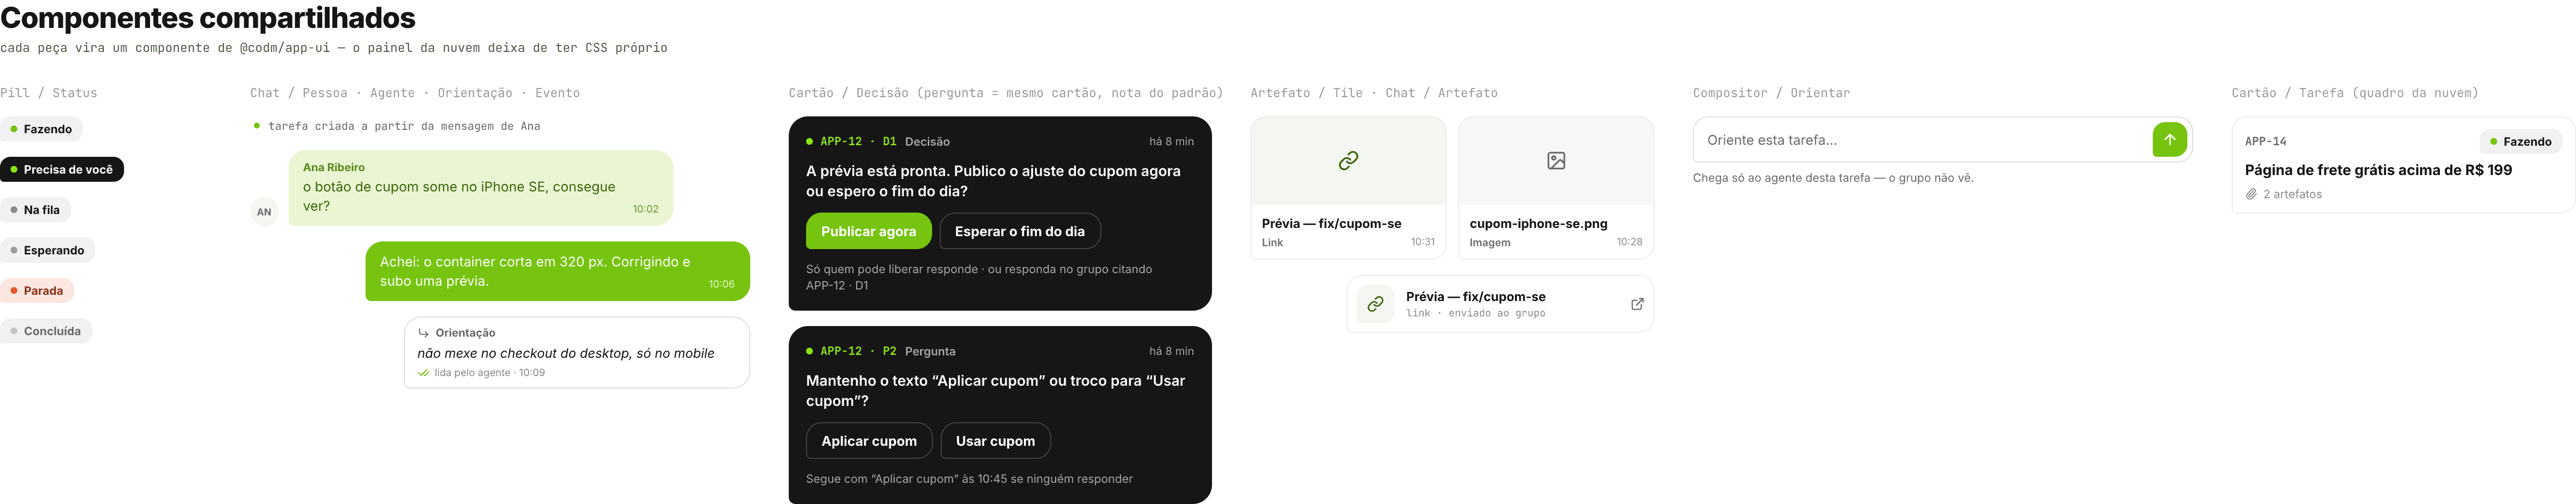 Componentes compartilhados
cada peça vira um componente de @codm/app-ui — o painel da nuvem deixa de ter CSS próprio
Pill / Status
Fazendo
Precisa de você
Na fila
Esperando
Parada
Concluída
Chat / Pessoa · Agente · Orientação · Evento
tarefa criada a partir da mensagem de Ana
AN
Ana Ribeiro
o botão de cupom some no iPhone SE, consegue
ver?
10:02
Achei: o container corta em 320 px. Corrigindo e
subo uma prévia.
10:06
Orientação
não mexe no checkout do desktop, só no mobile
lida pelo agente · 10:09
Cartão / Decisão (pergunta = mesmo cartão, nota do padrão)
APP-12 · D1 Decisão
há 8 min
A prévia está pronta. Publico o ajuste do cupom agora
ou espero o fim do dia?
Publicar agora
Esperar o fim do dia
Só quem pode liberar responde · ou responda no grupo citando
APP-12 · D1
APP-12 · P2 Pergunta
há 8 min
Mantenho o texto “Aplicar cupom” ou troco para “Usar
cupom”?
Aplicar cupom
Usar cupom
Segue com “Aplicar cupom” às 10:45 se ninguém responder
Artefato / Tile · Chat / Artefato
Prévia — fix/cupom-se
Link
10:31
cupom-iphone-se.png
Imagem
10:28
Prévia — fix/cupom-se
link · enviado ao grupo
Compositor / Orientar
Oriente esta tarefa…
Chega só ao agente desta tarefa — o grupo não vê.
Cartão / Tarefa (quadro da nuvem)
APP-14
Fazendo
Página de frete grátis acima de R$ 199
2 artefatos